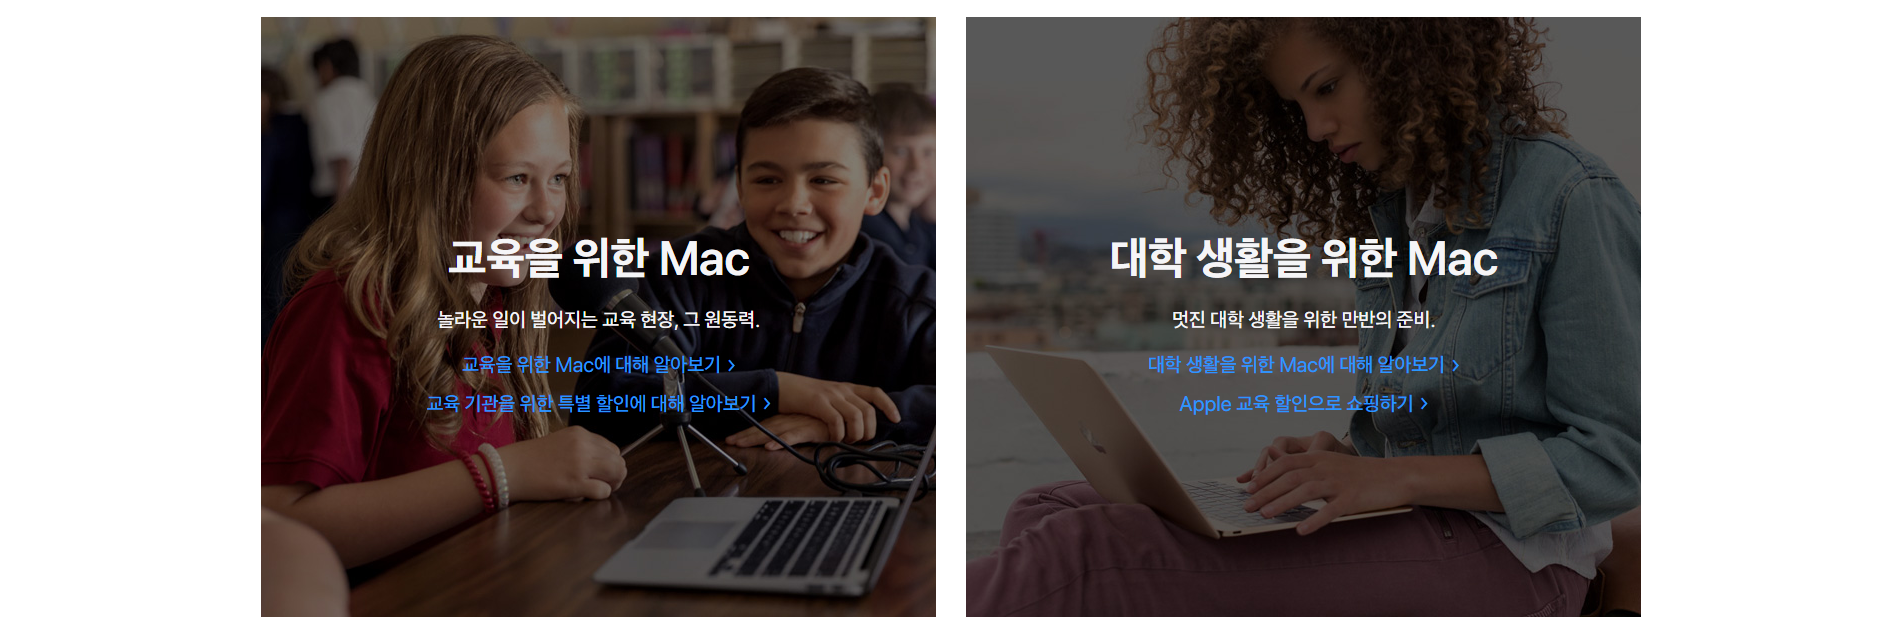 교육을 위한 Mac
놀라운 일이 벌어지는 교육 현장, 그 원동력.
교육을 위한 Mac에 대해 알아보기 >
교육 기관을 위한 특별 할인에 대해 알아보기 >
대학 생활을 위한 Mac
멋진 대학 생활을 위한 만반의 준비.
대학 생활을 위한 Mac에 대해 알아보기 >
Apple 교육 할인으로 쇼핑하기 >